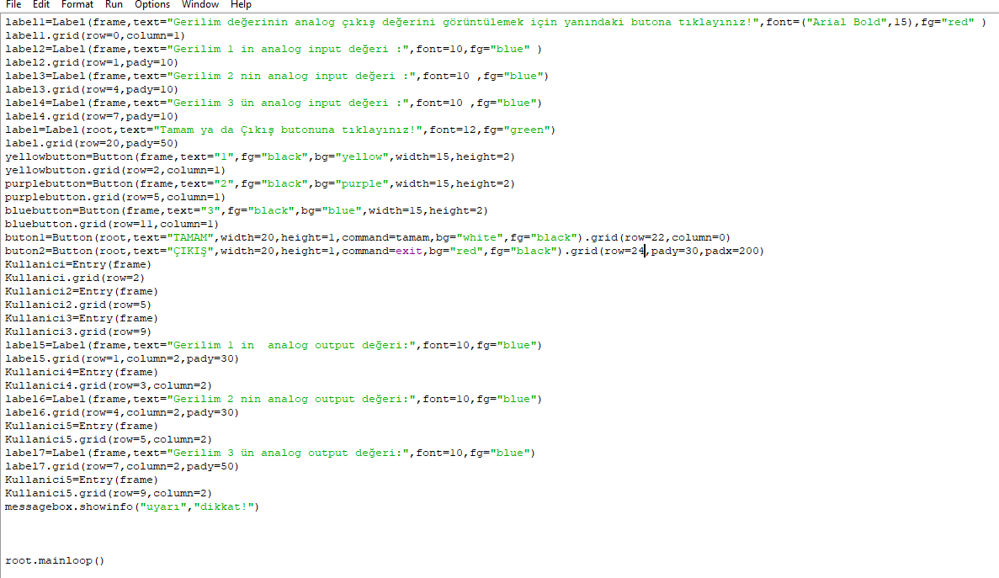 File Edit Format Run Options Window Help
label1=Label(frame,text="Gerilim değerinin analog çıkış değerini görüntülemek için yanındaki butona tıklayınız!",font=("Arial Bold",15),fg="red" )
label1.grid(row=0,column=1)
label2=Label(frame,text="Gerilim 1 in analog input değeri :",font=10,fg="blue" )
label2.grid(row=1,pady=10)
label3=Label(frame,text="Gerilim 2 nin analog input değeri :",font=10 ,fg="blue")
label3.grid(row=4,pady=10)
label4=Label(frame,text="Gerilim 3 ün analog input değeri :",font=10 ,fg="blue")
label4.grid(row=7,pady=10)
label=Label(root,text="Tamam ya da Çıkış butonuna tıklayınız!",font=12,fg="green")
label.grid(row=20,pady=50)
yellowbutton=Button(frame,text="1",fg="black",bg="yellow",width=15,height=2)
yellowbutton.grid(row=2,column=1)
purplebutton=Button(frame,text="2",fg="black",bg="purple",width=15,height=2)
purplebutton.grid(row=5,column=1)
bluebutton=Button(frame,text="3",fg="black",bg="blue",width=15,height=2)
bluebutton.grid(row=11,column=1)
buton1=Button(root,text="TAMAM",width=20,height=1,command=tamam,bg="white",fg="black").grid(row=22,column=0)
buton2=Button(root,text="ÇIKIŞ",width=20,height=1,command=exit,bg="red",fg="black").grid(row=24,pady=30,padx=200)
Kullanici=Entry(frame)
Kullanici.grid(row=2)
Kullanici2=Entry(frame)
Kullanici2.grid(row=5)
Kullanici3=Entry(frame)
Kullanici3.grid(row=9)
label5=Label(frame,text="Gerilim 1 in  analog output değeri:",font=10,fg="blue")
label5.grid(row=1,column=2,pady=30)
Kullanici4=Entry(frame)
Kullanici4.grid(row=3,column=2)
label6=Label(frame,text="Gerilim 2 nin analog output değeri:",font=10,fg="blue")
label6.grid(row=4,column=2,pady=30)
Kullanici5=Entry(frame)
Kullanici5.grid(row=5,column=2)
label7=Label(frame,text="Gerilim 3 ün analog output değeri:",font=10,fg="blue")
label7.grid(row=7,column=2,pady=50)
Kullanici5=Entry(frame)
Kullanici5.grid(row=9,column=2)
messagebox.showinfo("uyarı","dikkat!")
root.mainloop()